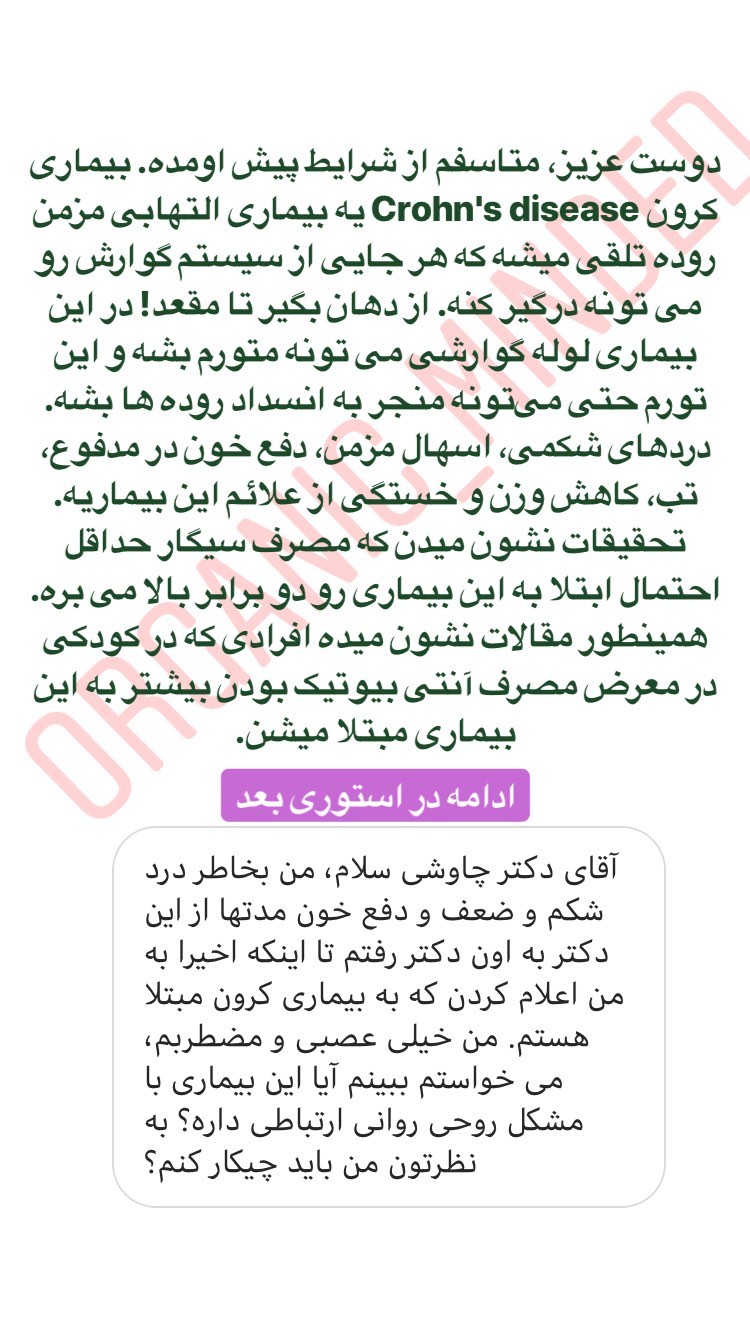 دوست عزیز، متاسفم از شرایط پیش اومده. بیماری
کرون Crohn's disease یه بیماری التهابی مزمن
روده تلقی میشه که هر جایی از سیستم گوارش رو
می تونه درگیر کنه. از دهان بگیر تا مقعد! در این
بیماری لوله گوارشی می تونه متورم بشه و این
تورم حتی می‌تونه منجر به انسداد روده ها بشه.
دردهای شکمی، اسهال مزمن، دفع خون در مدفوع،
تب، کاهش وزن و خستگی از علائم این بیماریه.
تحقیقات نشون میدن که مصرف سیگار حداقل
احتمال ابتلا به این بیماری رو دو برابر بالا می بره.
همینطور مقالات نشون میده افرادی که در کودکی
در معرض مصرف آنتی بیوتیک بودن بیشتر به این
بیماری مبتلا میشن.
ORGANIC_MINDED
ادامه در استوری بعد
آقای دکتر چاوشی سلام، من بخاطر درد
شکم و ضعف و دفع خون مدتها از این
دکتر به اون دکتر رفتم تا اینکه اخیرا به
من اعلام کردن که به بیماری کرون مبتلا
هستم. من خیلی عصبی و مضطربم،
می خواستم ببینم آیا این بیماری با
مشکل روحی روانی ارتباطی داره؟ به
نظرتون من باید چیکار کنم؟